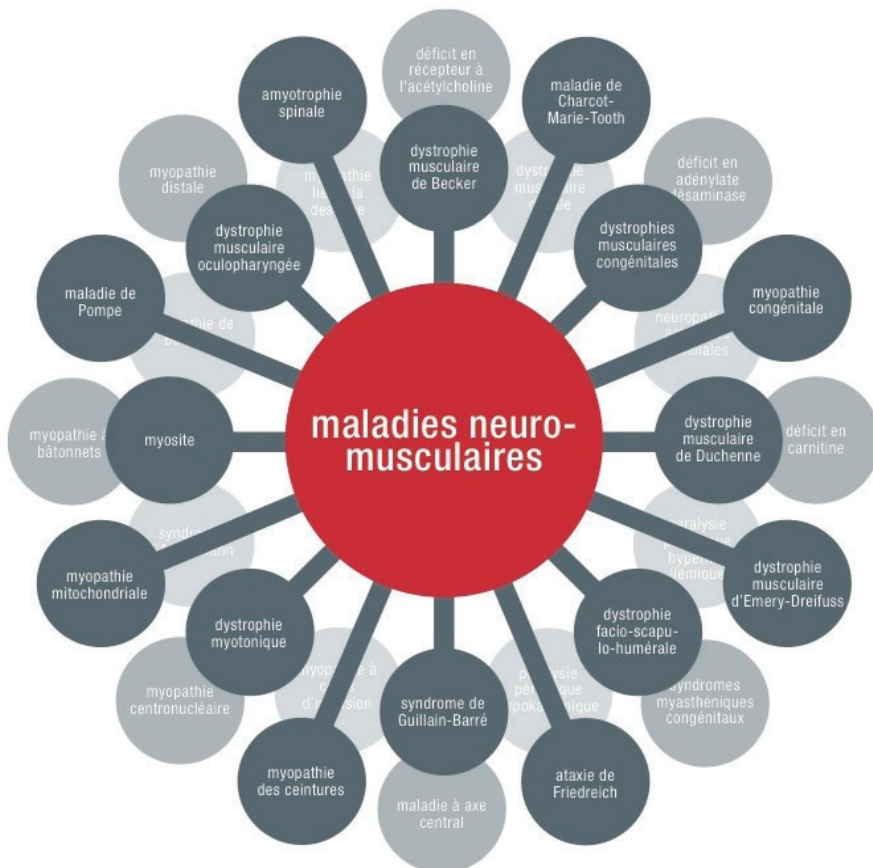 déficit en
récepteur à
l'acétylcholine
amyotrophie
spinale
maladie de
Charcot-
Marie-Tooth
dystrophie
musculaire
de Becker
myopathie
distale
déficit en
adénylate
désaminase
dystrophie
musculaire
oculopharyngée
dystrophies
musculaires
congénitales
maladie de
Pompe
myopathie
congénitale
maladies neuro-
musculaires
myopathie à
bâtonnets
myosite
dystrophie
musculaire
de Duchenne
déficit en
carnitine
myopathie
mitochondriale
dystrophie
musculaire
d'Emery-Dreifuss
dystrophie
myotonique
dystrophie
facio-scapu-
lo-humérale
myopathie
centronucléaire
syndrome de
Guillain-Barré
syndromes
myasthéniques
congénitaux
myopathie
des ceintures
ataxie de
Friedreich
maladie à axe
central